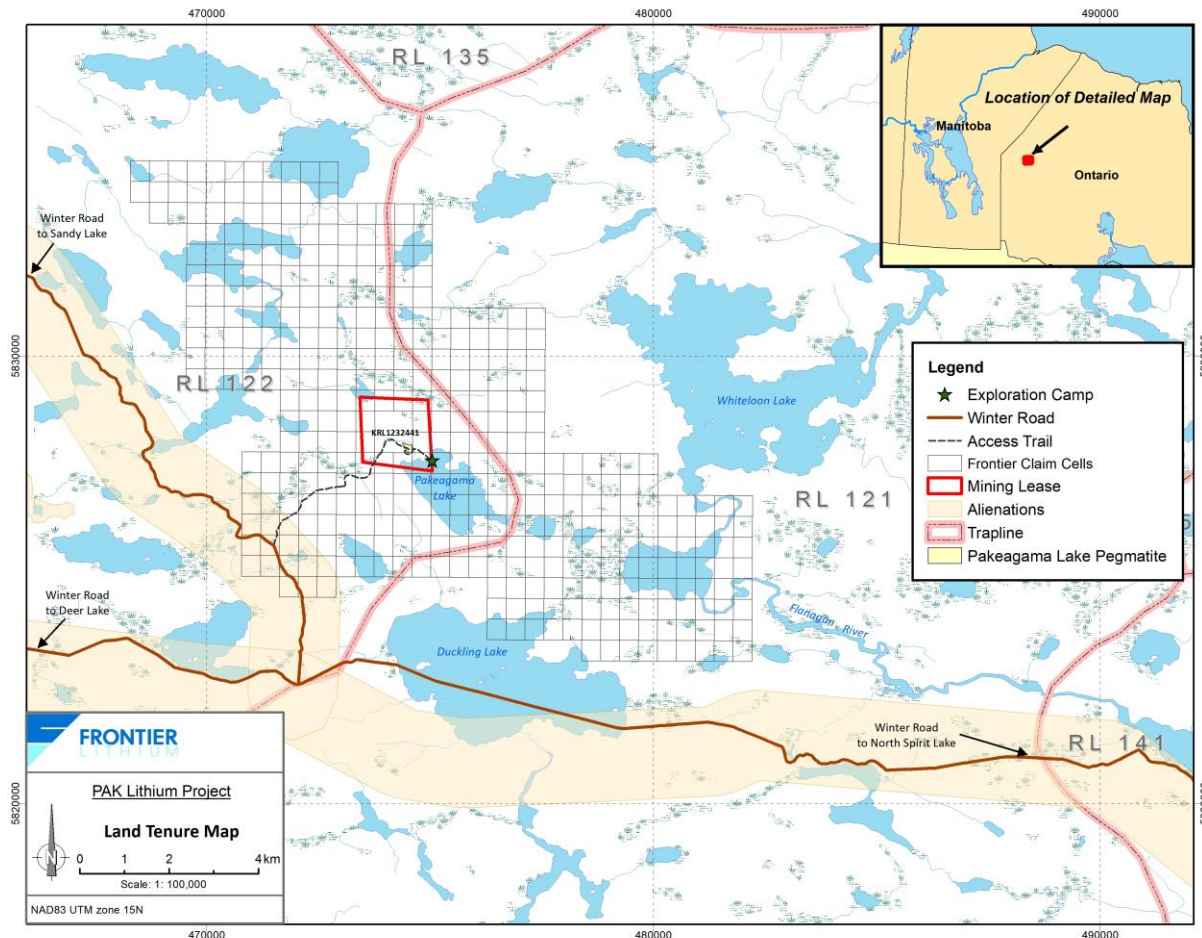 470000
480000
490000
RL 135
Location of Detailed Map
Manitoba
Ontario
Winter Road
to Sandy Lake
5830000
RL 122
Whiteloon Lake
KRL1232441
Pakeagama
Lake
RL 121
Legend
Exploration Camp
Winter Road
Access Trail
Frontier Claim Cells
Mining Lease
Alienations
Trapline
Pakeagama Lake Pegmatite
Winter Road
to Deer Lake
Flanagan River
Duckling Lake
Winter Road
to North Spirit Lake
RL 141
FRONTIER
LITHIUM
PAK Lithium Project
Land Tenure Map
N
0 1 2 4 km
Scale: 1: 100,000
NAD83 UTM zone 15N
5820000
470000
480000
490000